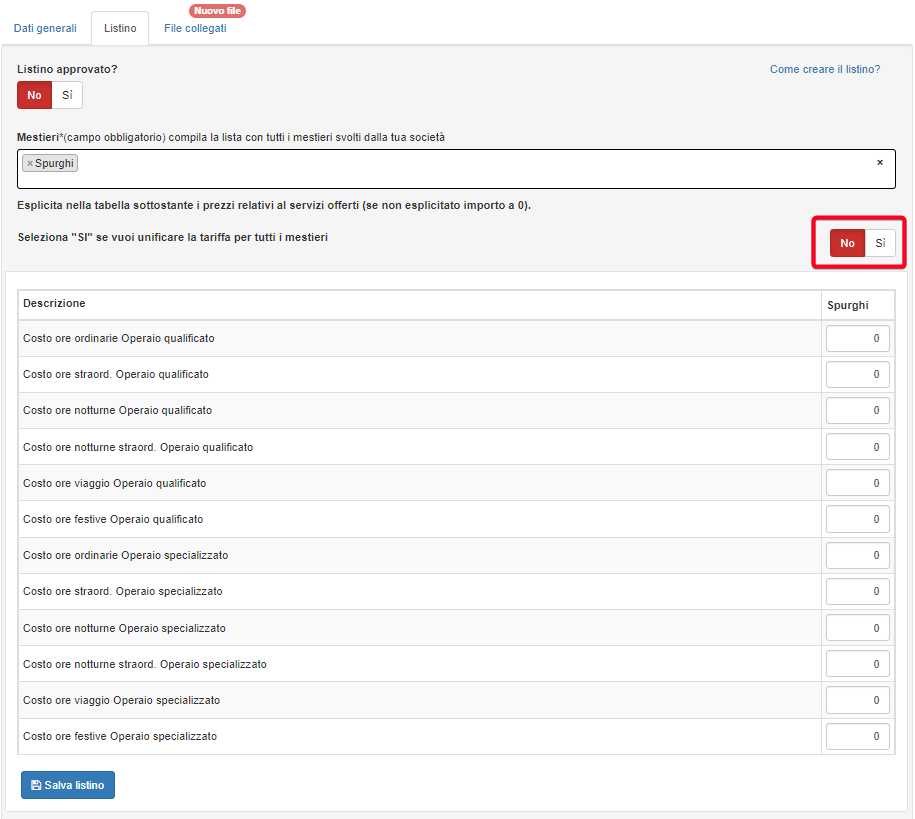 Nuovo file
Dati generali Listino File collegati
Listino approvato? Come creare il listino?
No Sì
Mestieri*(campo obbligatorio) compila la lista con tutti i mestieri svolti dalla tua società
×Spurghi ×
Esplicita nella tabella sottostante i prezzi relativi al servizi offerti (se non esplicitato importo a 0).
Seleziona "SI" se vuoi unificare la tariffa per tutti i mestieri No Sì
Descrizione Spurghi
Costo ore ordinarie Operaio qualificato 0
Costo ore straord. Operaio qualificato 0
Costo ore notturne Operaio qualificato 0
Costo ore notturne straord. Operaio qualificato 0
Costo ore viaggio Operaio qualificato 0
Costo ore festive Operaio qualificato 0
Costo ore ordinarie Operaio specializzato 0
Costo ore straord. Operaio specializzato 0
Costo ore notturne Operaio specializzato 0
Costo ore notturne straord. Operaio specializzato 0
Costo ore viaggio Operaio specializzato 0
Costo ore festive Operaio specializzato 0
Salva listino